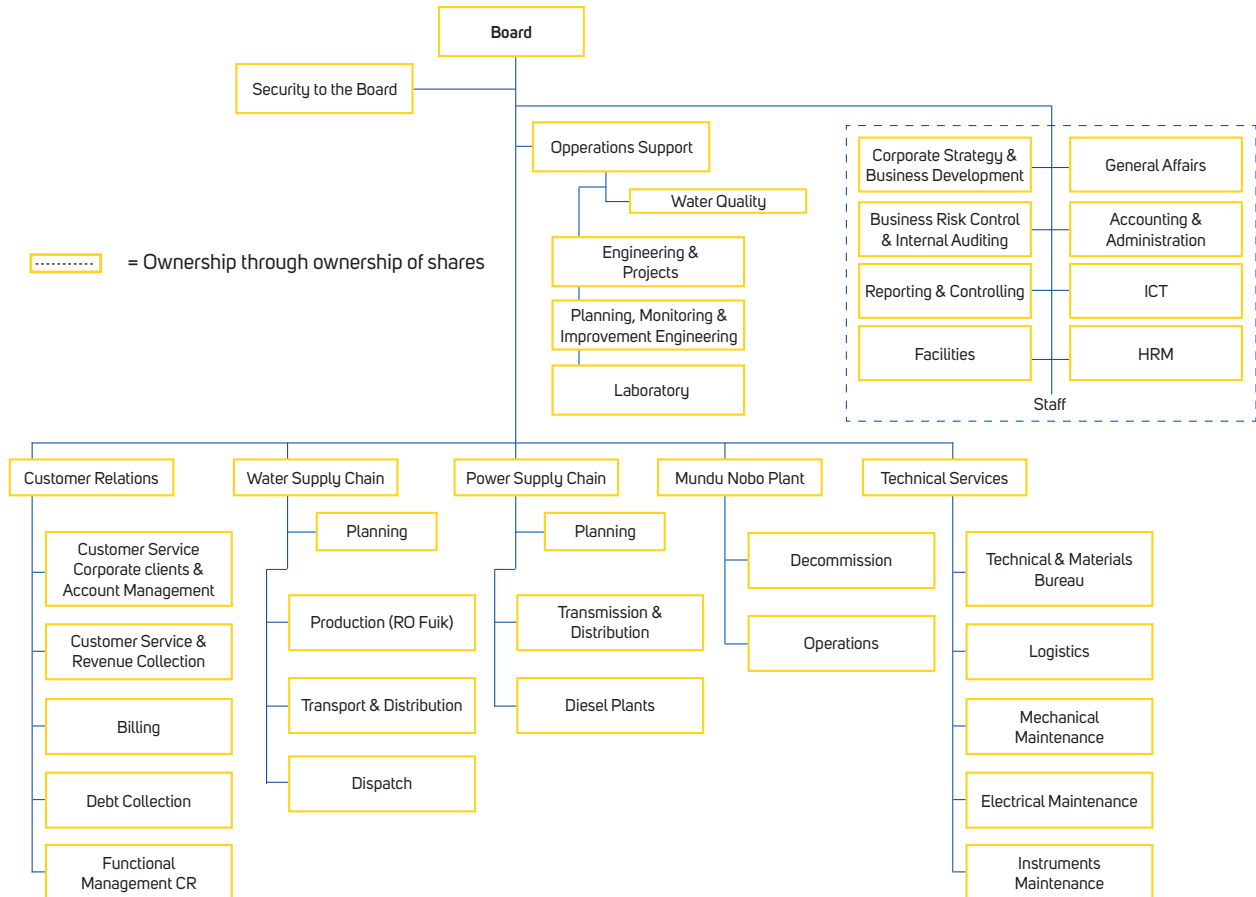 Board
Security to the Board
Opperations Support
Water Quality
Engineering &
Projects
Planning, Monitoring &
Improvement Engineering
Laboratory
Corporate Strategy &
Business Development
General Affairs
Business Risk Control
& Internal Auditing
Accounting &
Administration
Reporting & Controlling
ICT
Facilities
HRM
Staff
= Ownership through ownership of shares
Customer Relations
Water Supply Chain
Power Supply Chain
Mundu Nobo Plant
Technical Services
Customer Service
Corporate clients &
Account Management
Customer Service &
Revenue Collection
Billing
Debt Collection
Functional
Management CR
Planning
Production (RO Fuik)
Transport & Distribution
Dispatch
Planning
Transmission &
Distribution
Diesel Plants
Decommission
Operations
Technical & Materials
Bureau
Logistics
Mechanical
Maintenance
Electrical Maintenance
Instruments
Maintenance